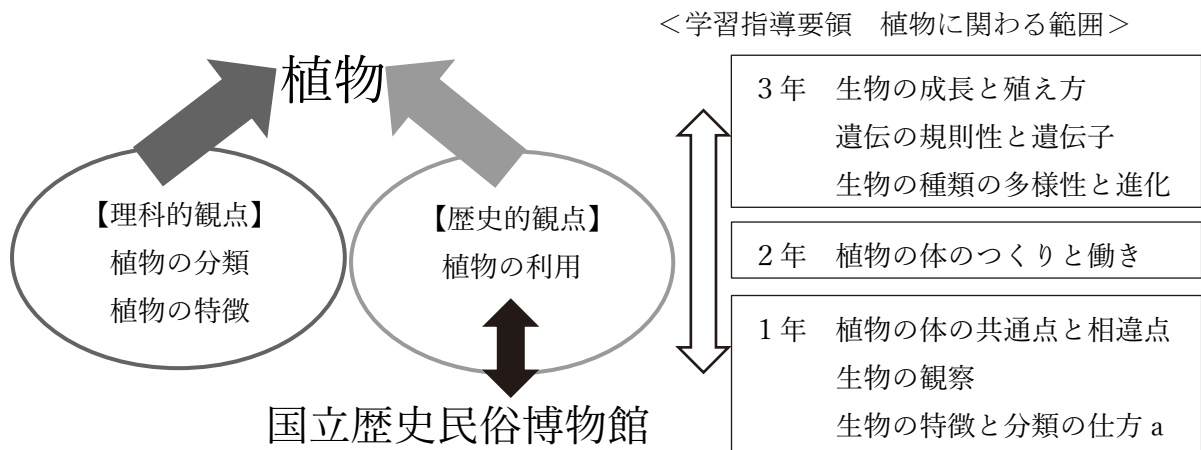 ＜学習指導要領　植物に関わる範囲＞
植物
【理科的観点】
植物の分類
植物の特徴
【歴史的観点】
植物の利用
国立歴史民俗博物館
３年　生物の成長と殖え方
遺伝の規則性と遺伝子
生物の種類の多様性と進化
２年　植物の体のつくりと働き
１年　植物の体の共通点と相違点
生物の観察
生物の特徴と分類の仕方 a